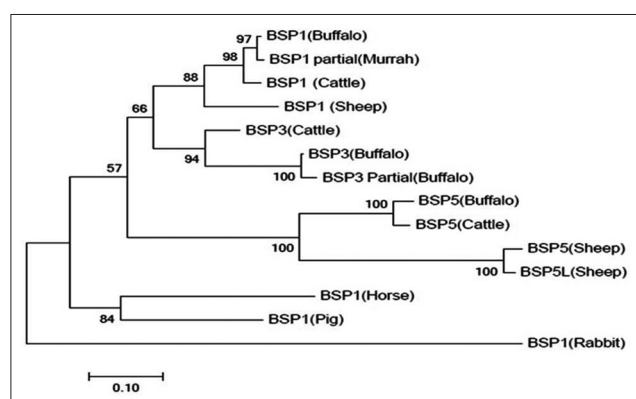 97
BSP1(Buffalo)
98
BSP1 partial(Murrah)
88
BSP1 (Cattle)
66
BSP1 (Sheep)
BSP3(Cattle)
94
BSP3(Buffalo)
57
100
BSP3 Partial(Buffalo)
100
BSP5(Buffalo)
BSP5(Cattle)
100
BSP5(Sheep)
100
BSP5L(Sheep)
BSP1(Horse)
84
BSP1(Pig)
BSP1(Rabbit)
0.10